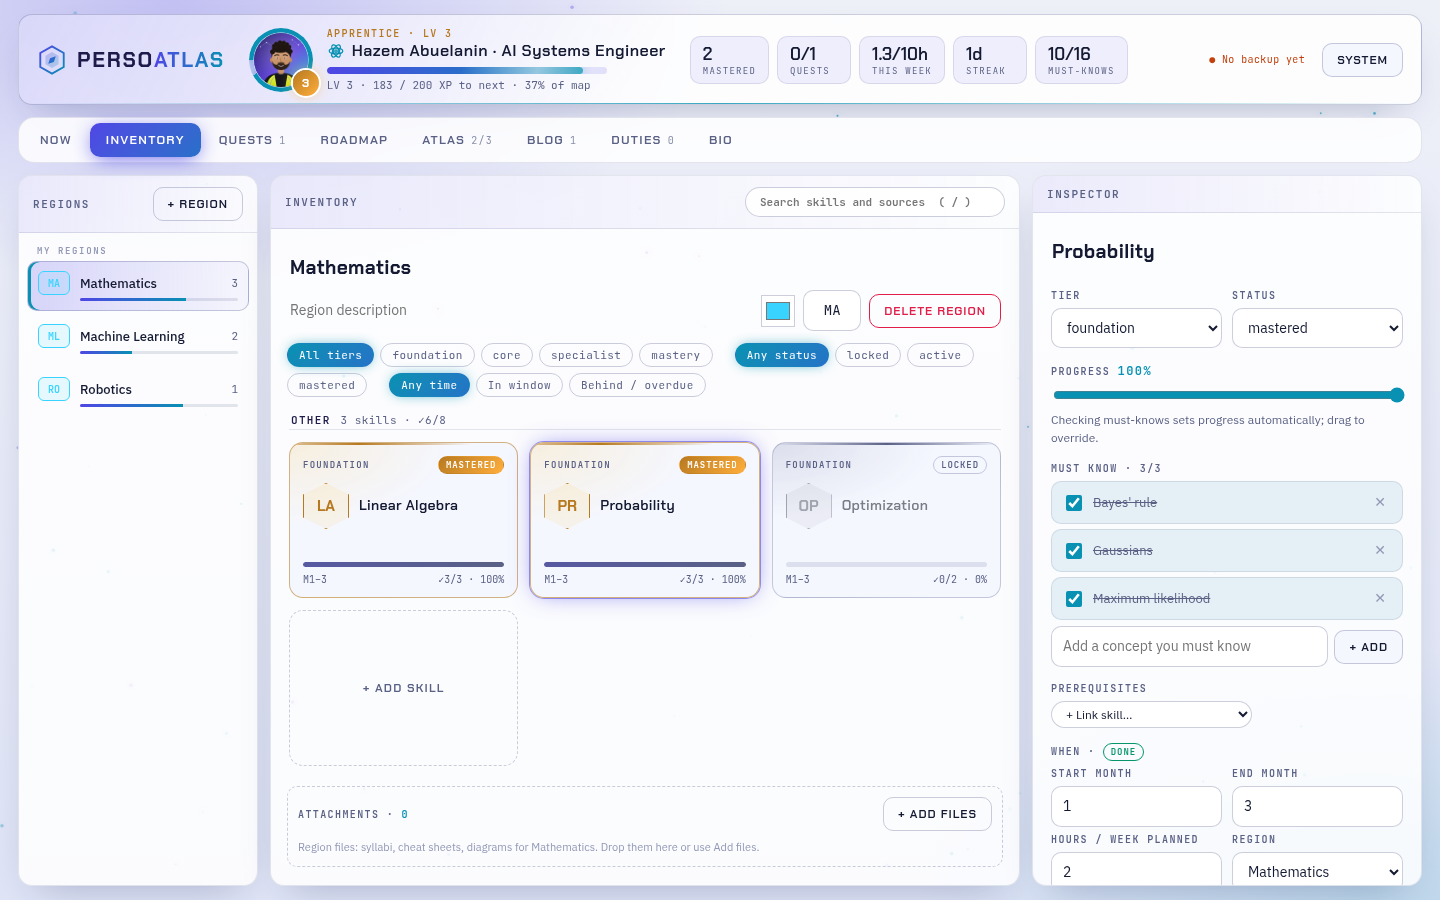 PERSOATLAS
3
APPRENTICE · LV 3
Hazem Abuelanin · AI Systems Engineer
LV 3 · 183 / 200 XP to next · 37% of map
2
MASTERED
0/1
QUESTS
1.3/10h
THIS WEEK
1d
STREAK
10/16
MUST-KNOWS
● No backup yet
SYSTEM
NOW
INVENTORY
QUESTS 1
ROADMAP
ATLAS 2/3
BLOG 1
DUTIES 0
BIO
REGIONS
+ REGION
MY REGIONS
MA Mathematics 3
ML Machine Learning 2
RO Robotics 1
INVENTORY
Search skills and sources ( / )
Mathematics
Region description
MA
DELETE REGION
All tiers foundation core specialist mastery Any status locked active
mastered Any time In window Behind / overdue
OTHER 3 skills · ✓6/8
FOUNDATION MASTERED
LA Linear Algebra
M1–3 ✓3/3 · 100%
FOUNDATION MASTERED
PR Probability
M1–3 ✓3/3 · 100%
FOUNDATION LOCKED
OP Optimization
M1–3 ✓0/2 · 0%
+ ADD SKILL
ATTACHMENTS · 0
+ ADD FILES
Region files: syllabi, cheat sheets, diagrams for Mathematics. Drop them here or use Add files.
INSPECTOR
Probability
TIER STATUS
foundation mastered
PROGRESS 100%
Checking must-knows sets progress automatically; drag to
override.
MUST KNOW · 3/3
Bayes' rule ×
Gaussians ×
Maximum likelihood ×
Add a concept you must know
+ ADD
PREREQUISITES
+ Link skill...
WHEN · DONE
START MONTH END MONTH
1 3
HOURS / WEEK PLANNED REGION
2 Mathematics